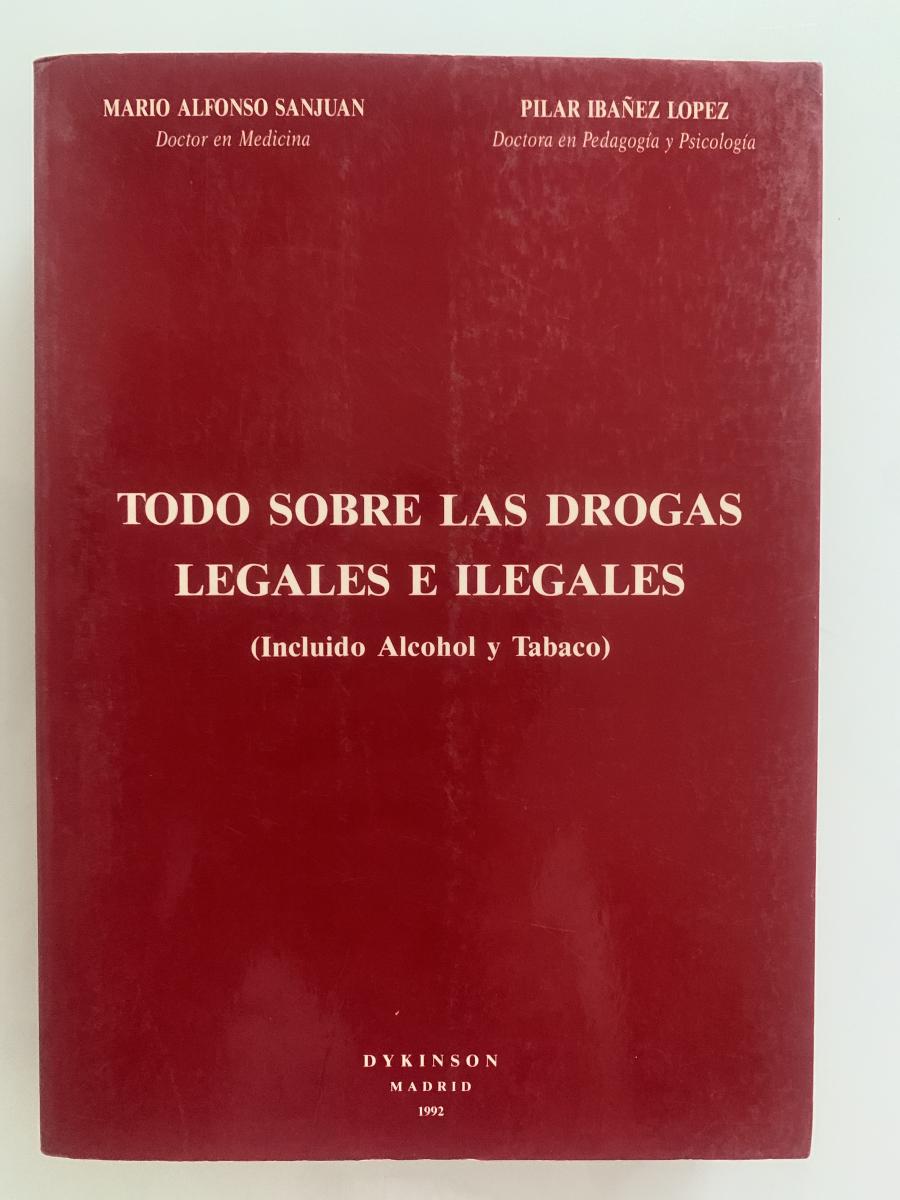 MARIO ALFONSO SANJUAN
Doctor en Medicina
PILAR IBAÑEZ LOPEZ
Doctora en Pedagogía y Psicología
TODO SOBRE LAS DROGAS
LEGALES E ILEGALES
(Incluido Alcohol y Tabaco)
DYKINSON
MADRID
1992